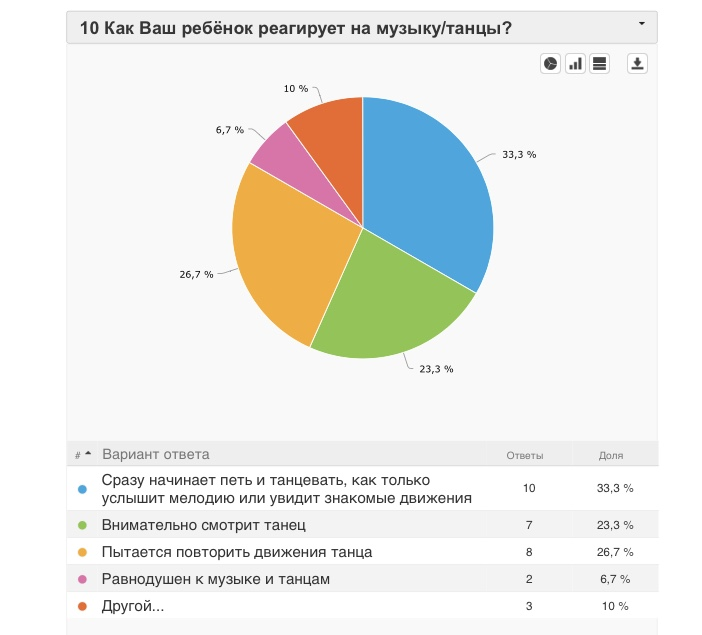 10 Как Ваш ребёнок реагирует на музыку/танцы?
10 %
6,7 %
33,3 %
26,7 %
23,3 %
# Вариант ответа Ответы Доля
Сразу начинает петь и танцевать, как только
услышит мелодию или увидит знакомые движения 10 33,3 %
Внимательно смотрит танец 7 23,3 %
Пытается повторить движения танца 8 26,7 %
Равнодушен к музыке и танцам 2 6,7 %
Другой... 3 10 %